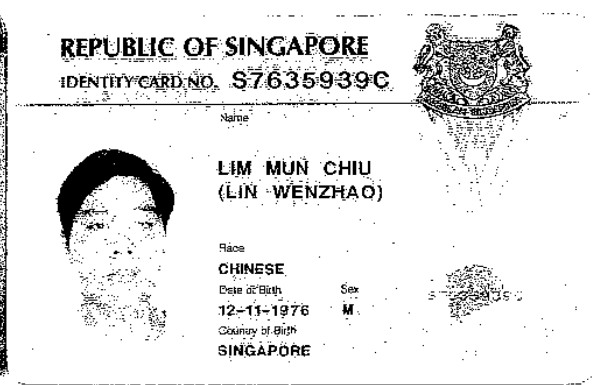 REPUBLIC OF SINGAPORE
IDENTITY CARD NO. S7635939C
Name
LIM MUN CHIU
(LIN WENZHAO)
Race
CHINESE
Date of Birth Sex
12-11-1976 M
Country of Birth
SINGAPORE